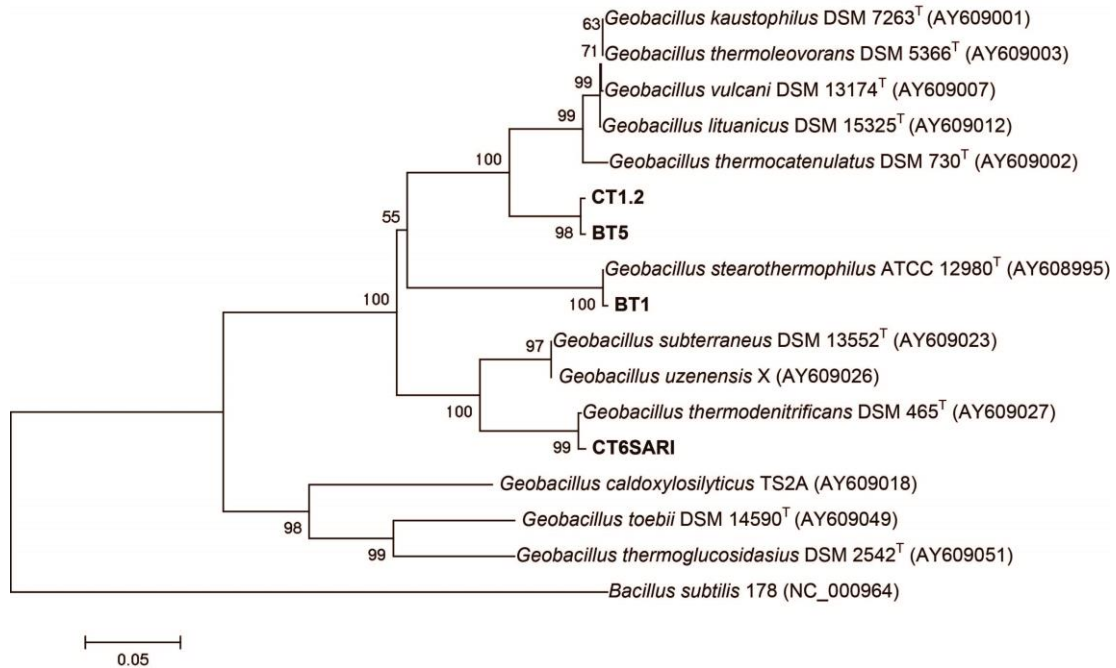 63
Geobacillus kaustophilus DSM 7263T (AY609001)
71
Geobacillus thermoleovorans DSM 5366T (AY609003)
99
Geobacillus vulcani DSM 13174T (AY609007)
99
Geobacillus lituanicus DSM 15325T (AY609012)
Geobacillus thermocatenulatus DSM 730T (AY609002)
100
CT1.2
55
98
BT5
Geobacillus stearothermophilus ATCC 12980T (AY608995)
100
100
BT1
97
Geobacillus subterraneus DSM 13552T (AY609023)
Geobacillus uzenensis X (AY609026)
100
Geobacillus thermodenitrificans DSM 465T (AY609027)
99
CT6SARI
Geobacillus caldoxylosilyticus TS2A (AY609018)
98
Geobacillus toebii DSM 14590T (AY609049)
99
Geobacillus thermoglucosidasius DSM 2542T (AY609051)
Bacillus subtilis 178 (NC_000964)
0.05